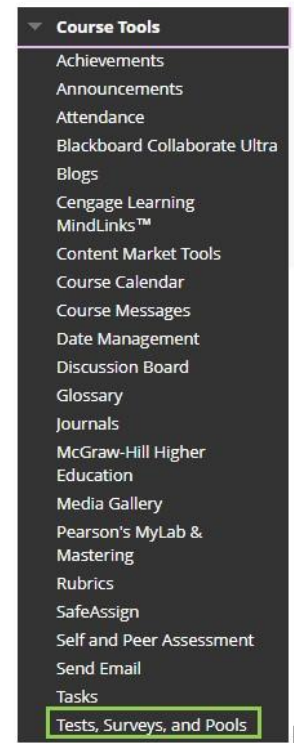 Course Tools
Achievements
Announcements
Attendance
Blackboard Collaborate Ultra
Blogs
Cengage Learning
MindLinks™
Content Market Tools
Course Calendar
Course Messages
Date Management
Discussion Board
Glossary
Journals
McGraw-Hill Higher
Education
Media Gallery
Pearson's MyLab &
Mastering
Rubrics
SafeAssign
Self and Peer Assessment
Send Email
Tasks
Tests, Surveys, and Pools